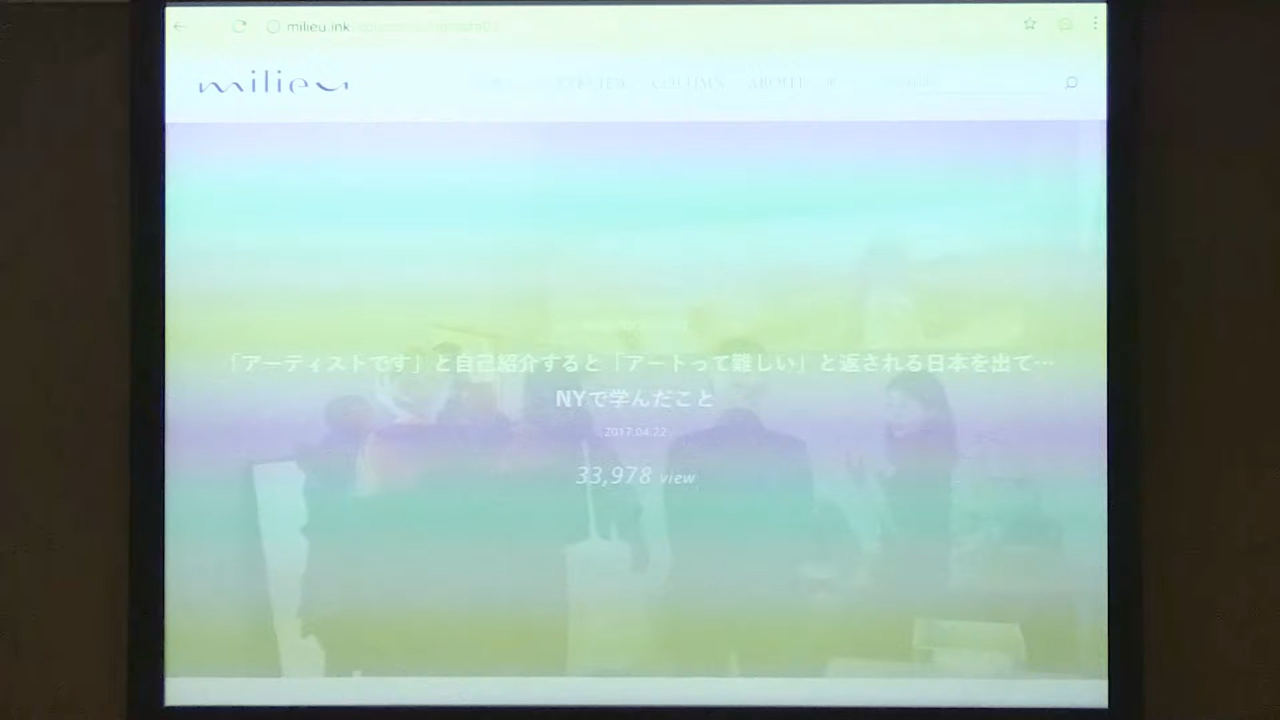 milieu.ink
milieu
COLUMN ABOUT
「アーティストです」と自己紹介すると「アートって難しい」と返される日本を出て…
NYで学んだこと
2017.04.22
33,978 view